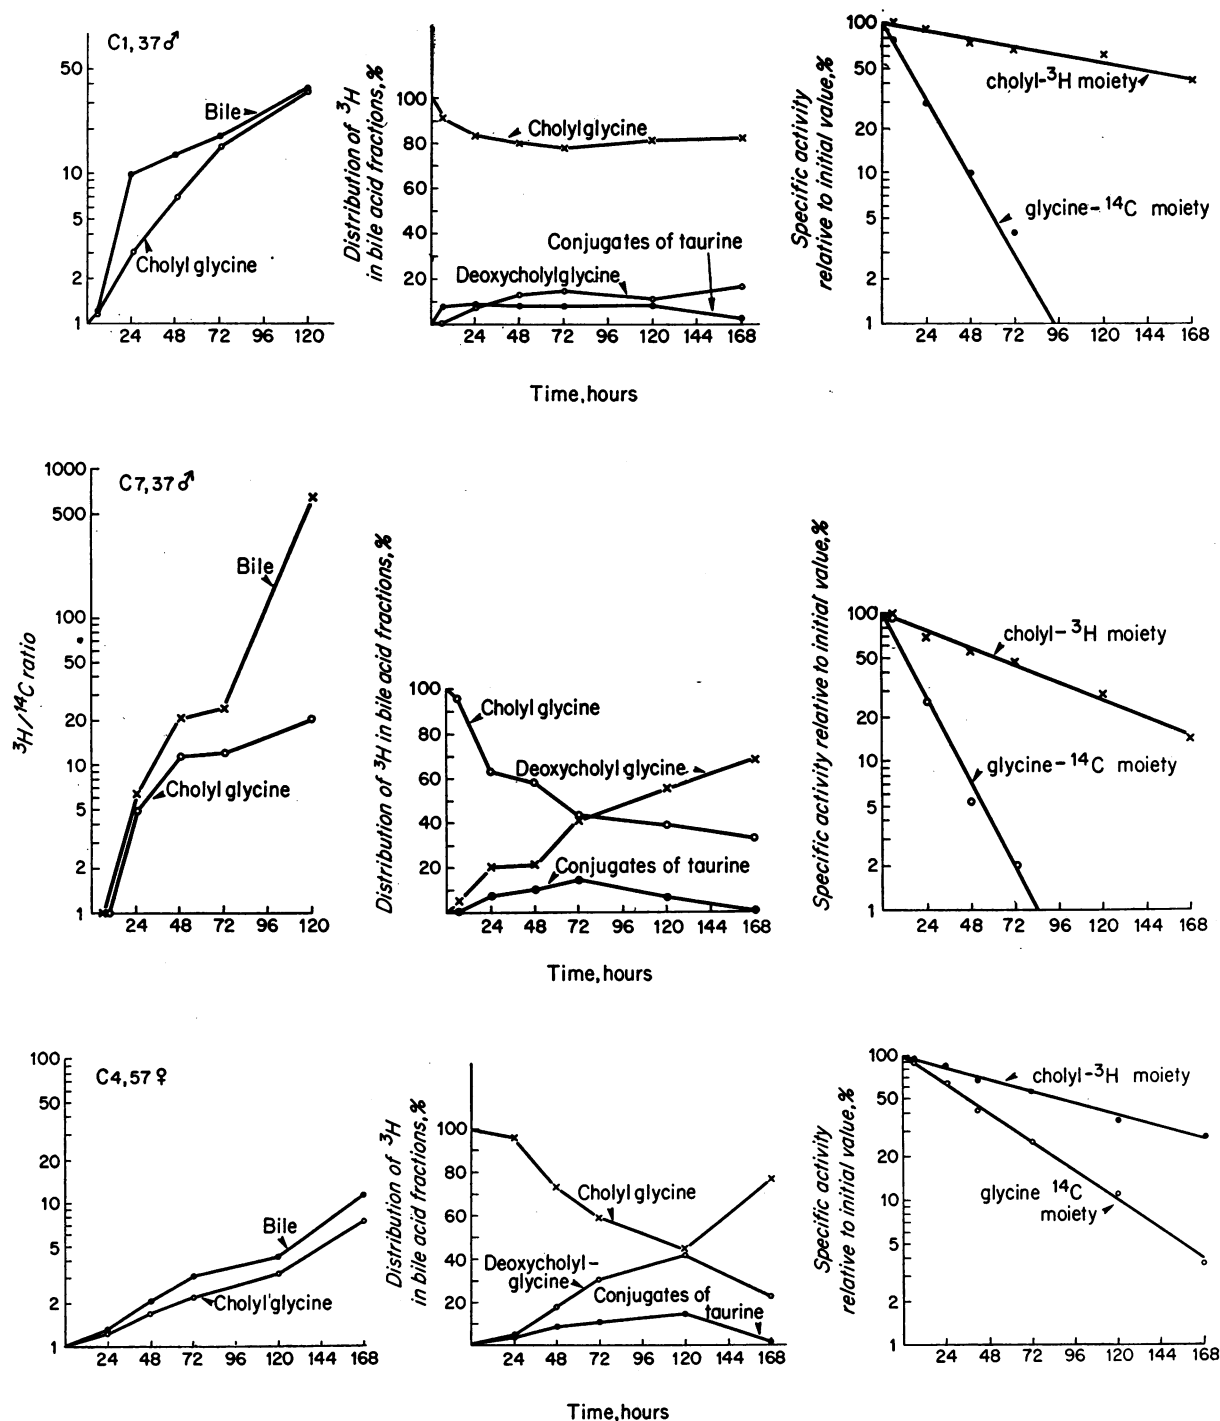 C1, 37♂
50
10
5
2
1
24 48 72 96 120
Bile
Cholyl glycine
Distribution of ³H
in bile acid fractions, %
100
80
60
40
20
24 48 72 96 120 144 168
Cholylglycine
Conjugates of taurine
Deoxycholylglycine
Specific activity
relative to initial value, %
100
50
20
10
5
2
1
24 48 72 96 120 144 168
cholyl-³H moiety
glycine-¹⁴C moiety
Time, hours
C7, 37♂
³H/¹⁴C ratio
1000
500
100
50
20
10
5
2
1
24 48 72 96 120
Bile
Cholyl glycine
Distribution of ³H in bile acid fractions, %
100
80
60
40
20
24 48 72 96 120 144 168
Cholyl glycine
Deoxycholyl glycine
Conjugates of taurine
Specific activity relative to initial value, %
100
50
20
10
5
2
1
24 48 72 96 120 144 168
cholyl-³H moiety
glycine-¹⁴C moiety
Time, hours
C4, 57♀
100
50
20
10
5
2
1
24 48 72 96 120 144 168
Bile
Cholyl glycine
Distribution of ³H
in bile acid fractions, %
100
80
60
40
20
24 48 72 96 120 144 168
Cholyl glycine
Deoxycholyl-
glycine
Conjugates of
taurine
Specific activity
relative to initial value, %
100
50
20
10
5
2
1
24 48 72 96 120 144 168
cholyl-³H moiety
glycine ¹⁴C
moiety
Time, hours